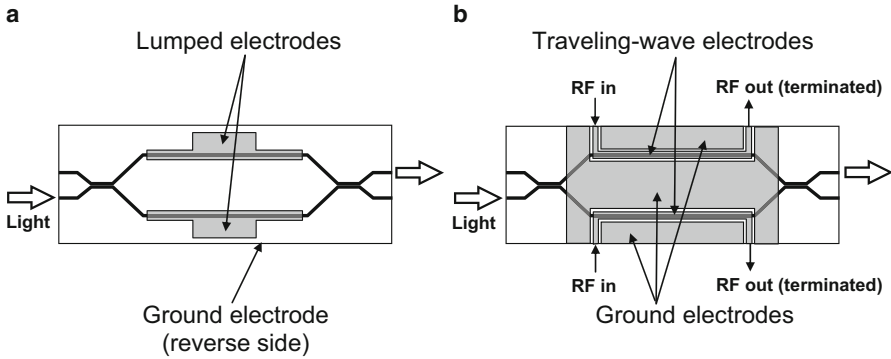 a
Lumped electrodes
Light
Ground electrode
(reverse side)
b
Traveling-wave electrodes
RF in
RF out (terminated)
Light
RF in
RF out (terminated)
Ground electrodes